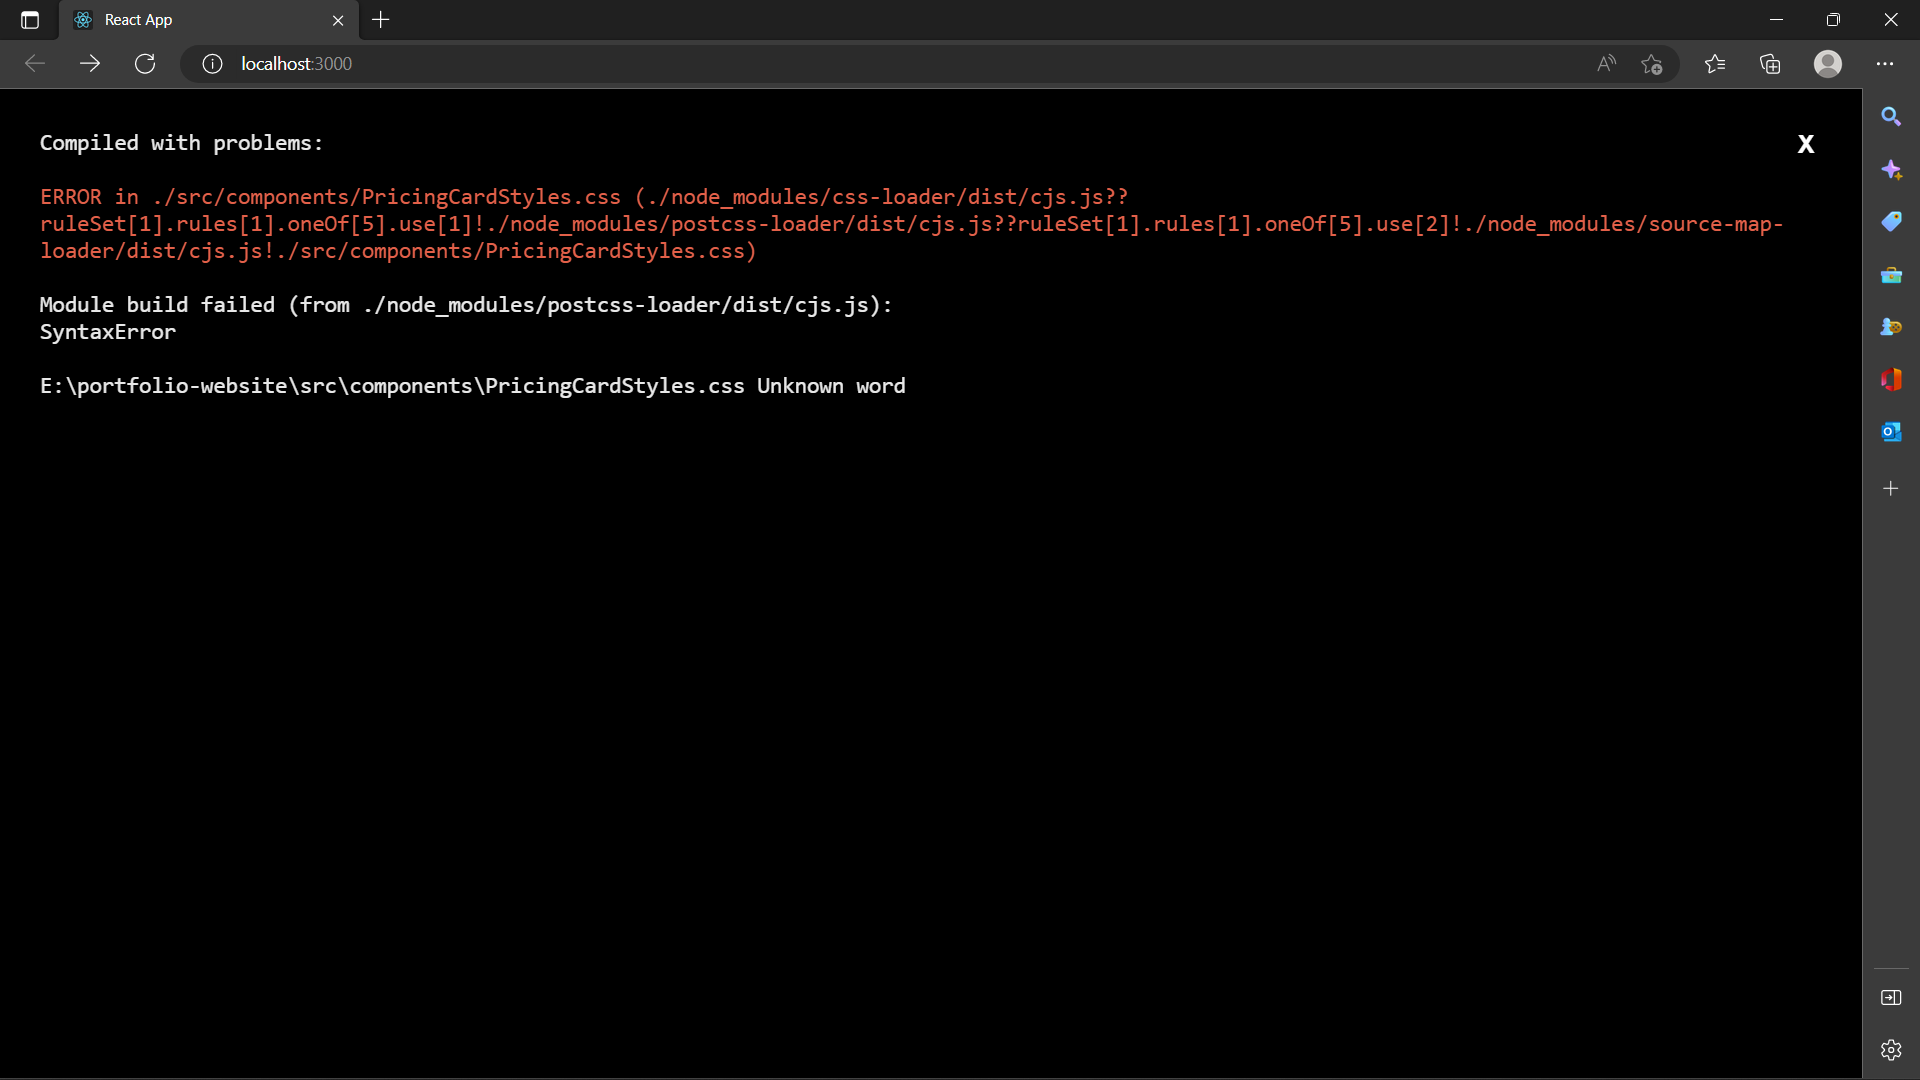 React App
localhost:3000
Compiled with problems:
X
ERROR in ./src/components/PricingCardStyles.css (./node_modules/css-loader/dist/cjs.js??
ruleSet[1].rules[1].oneOf[5].use[1]!./node_modules/postcss-loader/dist/cjs.js??ruleSet[1].rules[1].oneOf[5].use[2]!./node_modules/source-map-
loader/dist/cjs.js!./src/components/PricingCardStyles.css)
Module build failed (from ./node_modules/postcss-loader/dist/cjs.js):
SyntaxError
E:\portfolio-website\src\components\PricingCardStyles.css Unknown word